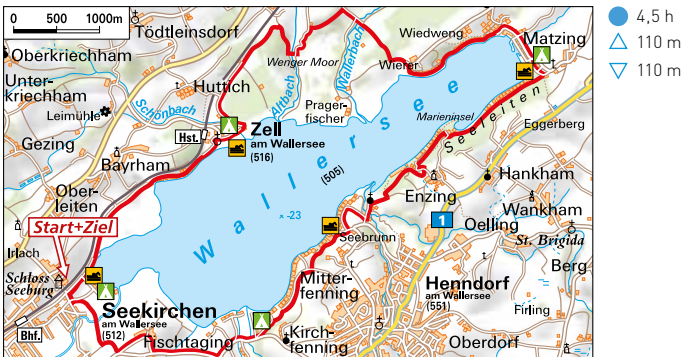 0 500 1000m
Tödtleinsdorf
Oberkriechham
Unter-
kriechham
Leimühle
Gezing
Huttich
Schönbach
Hst.
Bayrham
Ober-
leiten
Start+Ziel
Irlach
Schloss
Seeburg
Bhf.
Seekirchen
am Wallersee
(512)
Fischtaging
Zell
am Wallersee
(516)
Wenger Moor
Altbach
Wallerbach
Prager-
fischer
Wierer
Wiedweg
Matzing
Marieninsel
Seeleiten
Eggerberg
Wallersee
(505)
-23
Enzing
Hankham
1
Oelling
Wankham
St. Brigida
Berg
Seebrunn
Mitter-
fenning
Kirch-
fenning
Henndorf
am Wallersee
(551)
Firling
Oberdorf
4,5 h
110 m
110 m